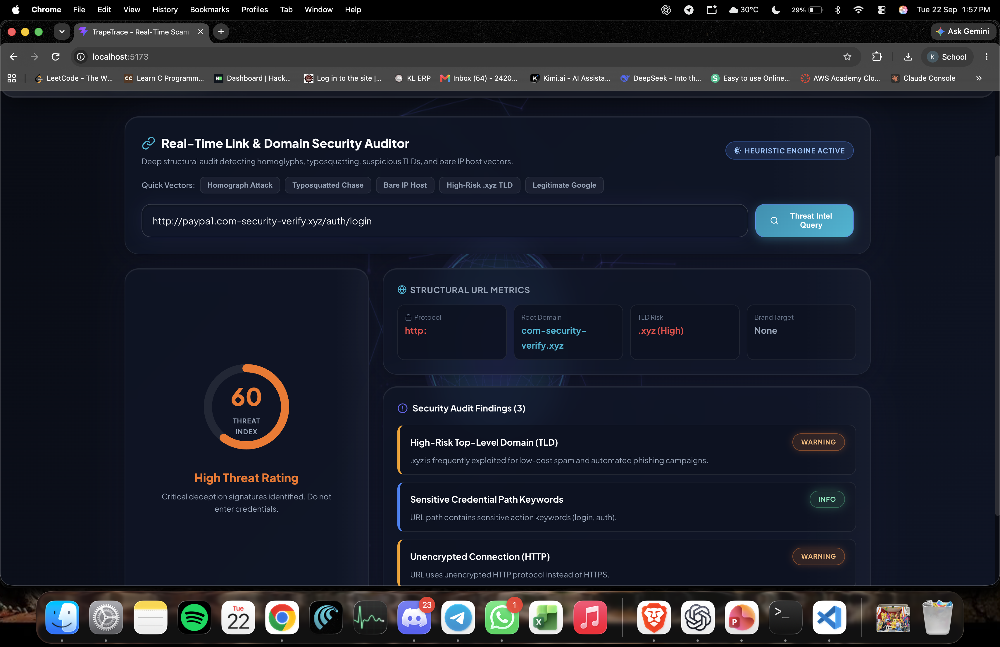 Chrome File Edit View History Bookmarks Profiles Tab Window Help 30°C 29% Tue 22 Sep 1:57 PM
TrapeTrace - Real-Time Scam
Ask Gemini
localhost:5173
K School
LeetCode - The W...
CC Learn C Programm...
Dashboard | Hack...
Log in to the site |...
KL ERP
Inbox (54) - 2420...
Kimi.ai - AI Assista...
DeepSeek - Into th...
Easy to use Online...
AWS Academy Clo...
Claude Console
Real-Time Link & Domain Security Auditor
Deep structural audit detecting homoglyphs, typosquatting, suspicious TLDs, and bare IP host vectors.
HEURISTIC ENGINE ACTIVE
Quick Vectors: Homograph Attack Typosquatted Chase Bare IP Host High-Risk .xyz TLD Legitimate Google
http://paypa1.com-security-verify.xyz/auth/login
Threat Intel
Query
60
THREAT
INDEX
High Threat Rating
Critical deception signatures identified. Do not
enter credentials.
STRUCTURAL URL METRICS
Protocol
http:
Root Domain
com-security-
verify.xyz
TLD Risk
.xyz (High)
Brand Target
None
Security Audit Findings (3)
High-Risk Top-Level Domain (TLD)
WARNING
.xyz is frequently exploited for low-cost spam and automated phishing campaigns.
Sensitive Credential Path Keywords
INFO
URL path contains sensitive action keywords (login, auth).
Unencrypted Connection (HTTP)
WARNING
URL uses unencrypted HTTP protocol instead of HTTPS.
Tue
22
23
1
X
P